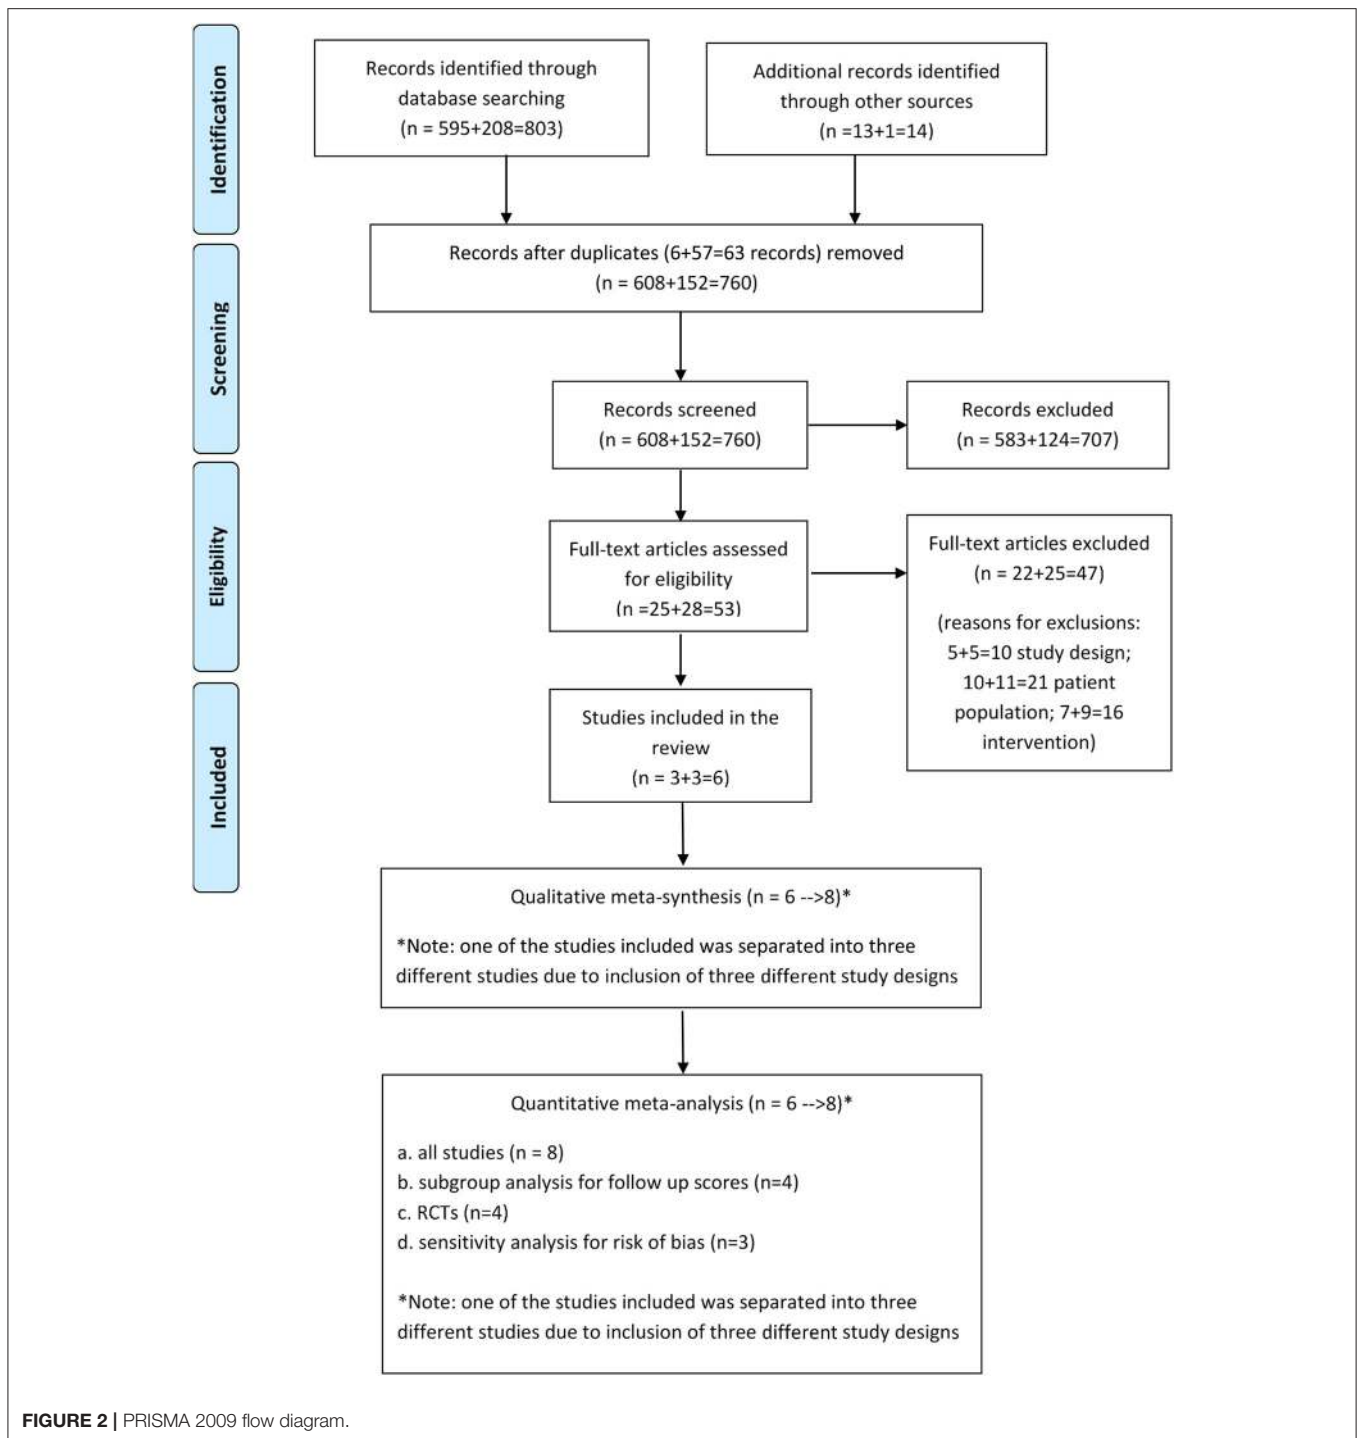 Identification
Records identified through
database searching
(n = 595+208=803)
Additional records identified
through other sources
(n =13+1=14)
Screening
Records after duplicates (6+57=63 records) removed
(n = 608+152=760)
Records screened
(n = 608+152=760)
Records excluded
(n = 583+124=707)
Eligibility
Full-text articles assessed
for eligibility
(n =25+28=53)
Full-text articles excluded
(n = 22+25=47)
(reasons for exclusions:
5+5=10 study design;
10+11=21 patient
population; 7+9=16
intervention)
Included
Studies included in the
review
(n = 3+3=6)
Qualitative meta-synthesis (n = 6 -->8)*
*Note: one of the studies included was separated into three
different studies due to inclusion of three different study designs
Quantitative meta-analysis (n = 6 -->8)*
a. all studies (n = 8)
b. subgroup analysis for follow up scores (n=4)
c. RCTs (n=4)
d. sensitivity analysis for risk of bias (n=3)
*Note: one of the studies included was separated into three
different studies due to inclusion of three different study designs
FIGURE 2 | PRISMA 2009 flow diagram.